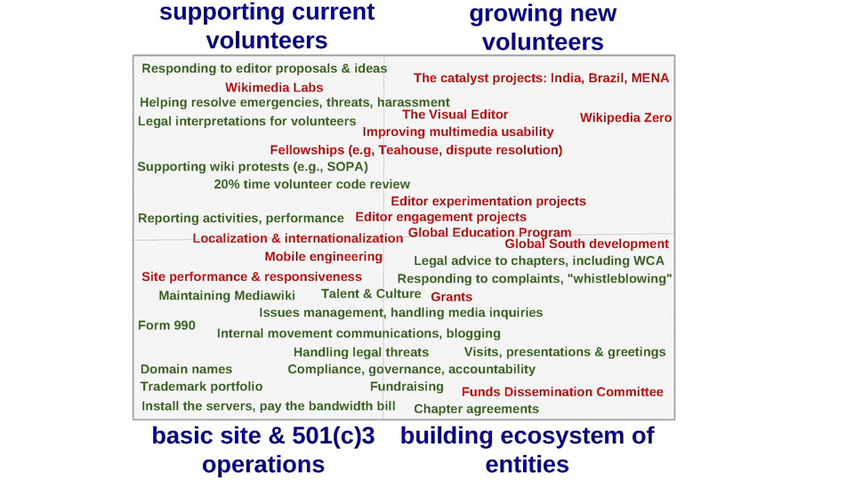 supporting current
volunteers
growing new
volunteers
Responding to editor proposals & ideas
The catalyst projects: India, Brazil, MENA
Wikimedia Labs
Helping resolve emergencies, threats, harassment
The Visual Editor
Wikipedia Zero
Legal interpretations for volunteers
Improving multimedia usability
Fellowships (e.g, Teahouse, dispute resolution)
Supporting wiki protests (e.g., SOPA)
20% time volunteer code review
Editor experimentation projects
Reporting activities, performance
Editor engagement projects
Global Education Program
Localization & internationalization
Global South development
Mobile engineering
Legal advice to chapters, including WCA
Site performance & responsiveness
Responding to complaints, "whistleblowing"
Maintaining Mediawiki
Talent & Culture
Grants
Issues management, handling media inquiries
Form 990
Internal movement communications, blogging
Handling legal threats
Visits, presentations & greetings
Domain names
Compliance, governance, accountability
Trademark portfolio
Fundraising
Funds Dissemination Committee
Install the servers, pay the bandwidth bill
Chapter agreements
basic site & 501(c)3
operations
building ecosystem of
entities